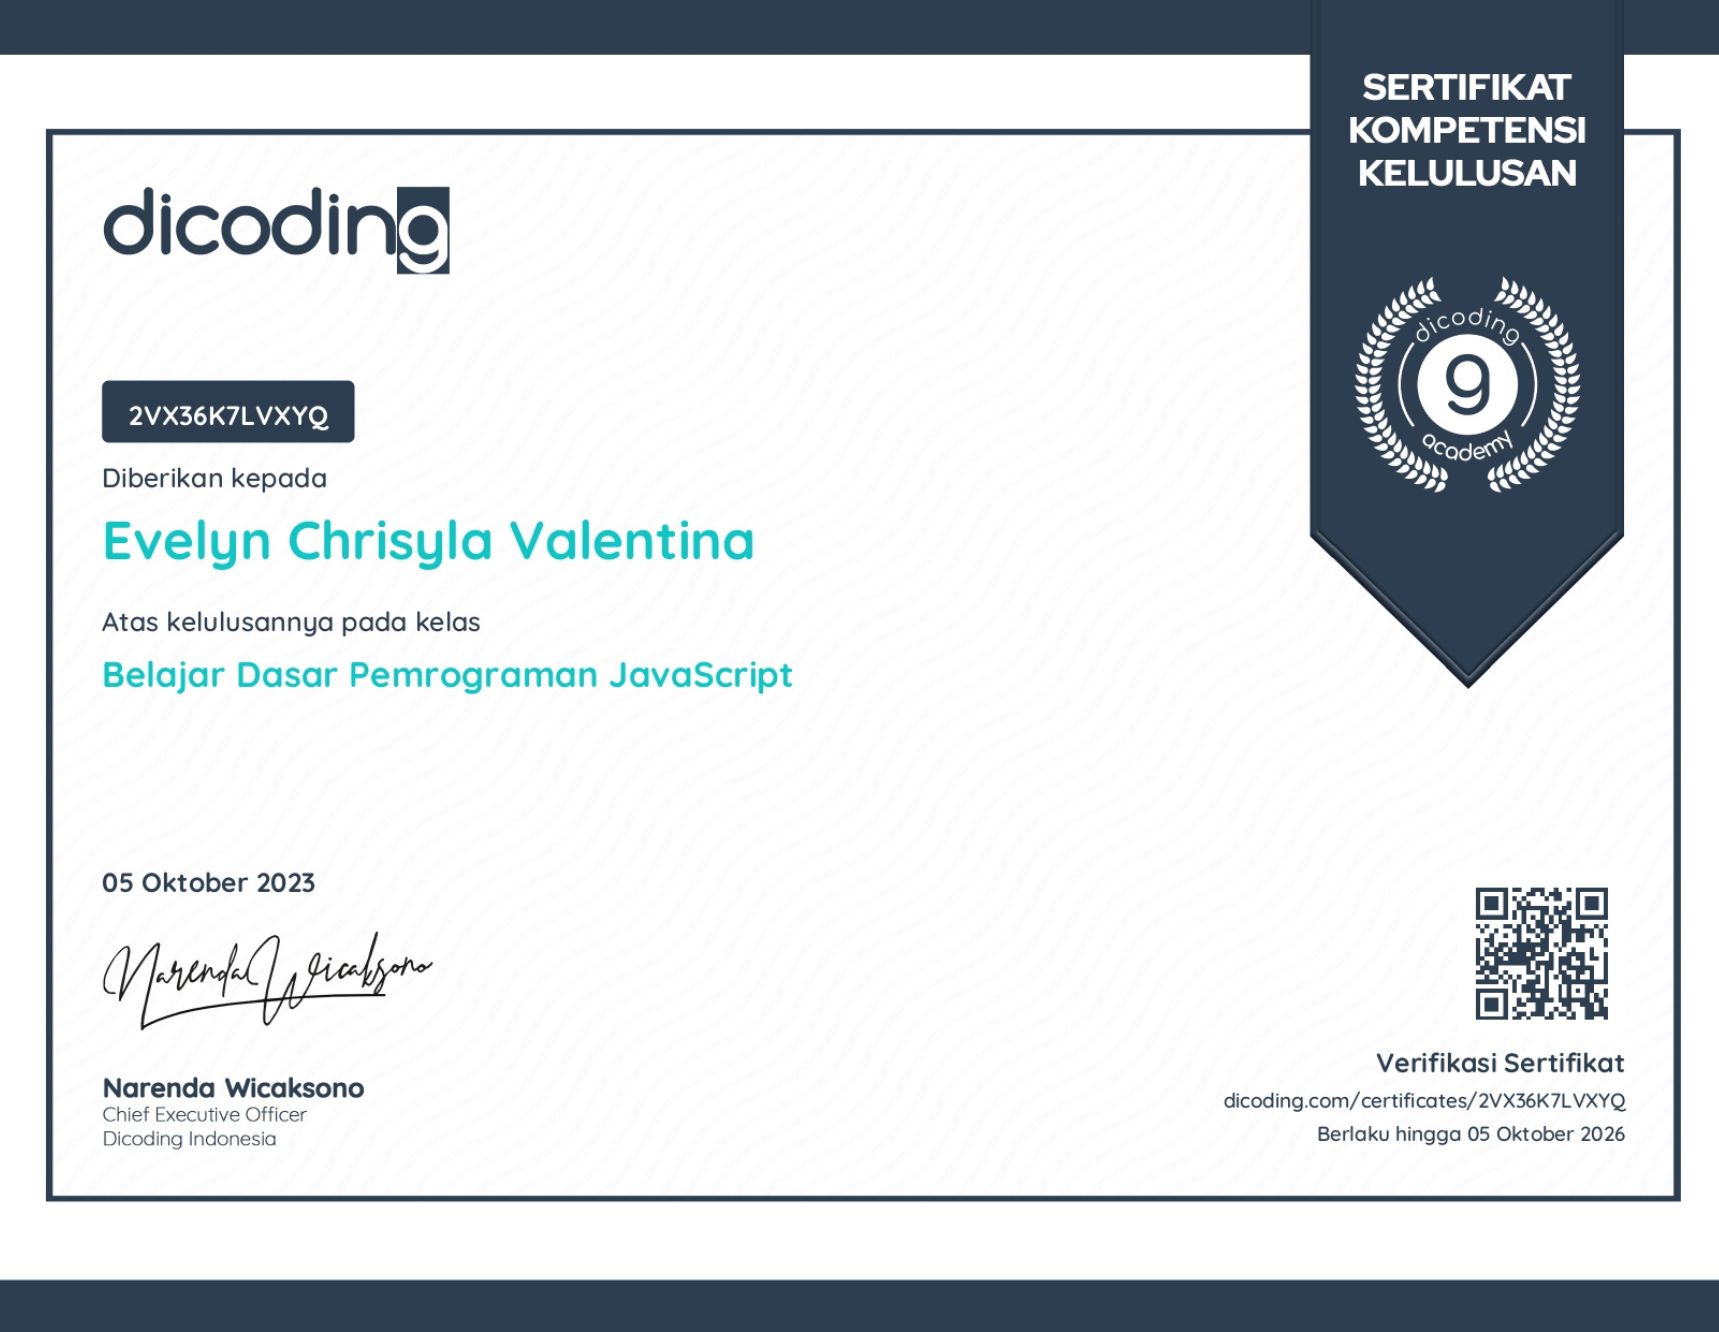 SERTIFIKAT
KOMPETENSI
KELULUSAN
dicoding
dicoding
g
academy
2VX36K7LVXYQ
Diberikan kepada
Evelyn Chrisyla Valentina
Atas kelulusannya pada kelas
Belajar Dasar Pemrograman JavaScript
05 Oktober 2023
Narenda Wicaksono
Narenda Wicaksono
Chief Executive Officer
Dicoding Indonesia
Verifikasi Sertifikat
dicoding.com/certificates/2VX36K7LVXYQ
Berlaku hingga 05 Oktober 2026